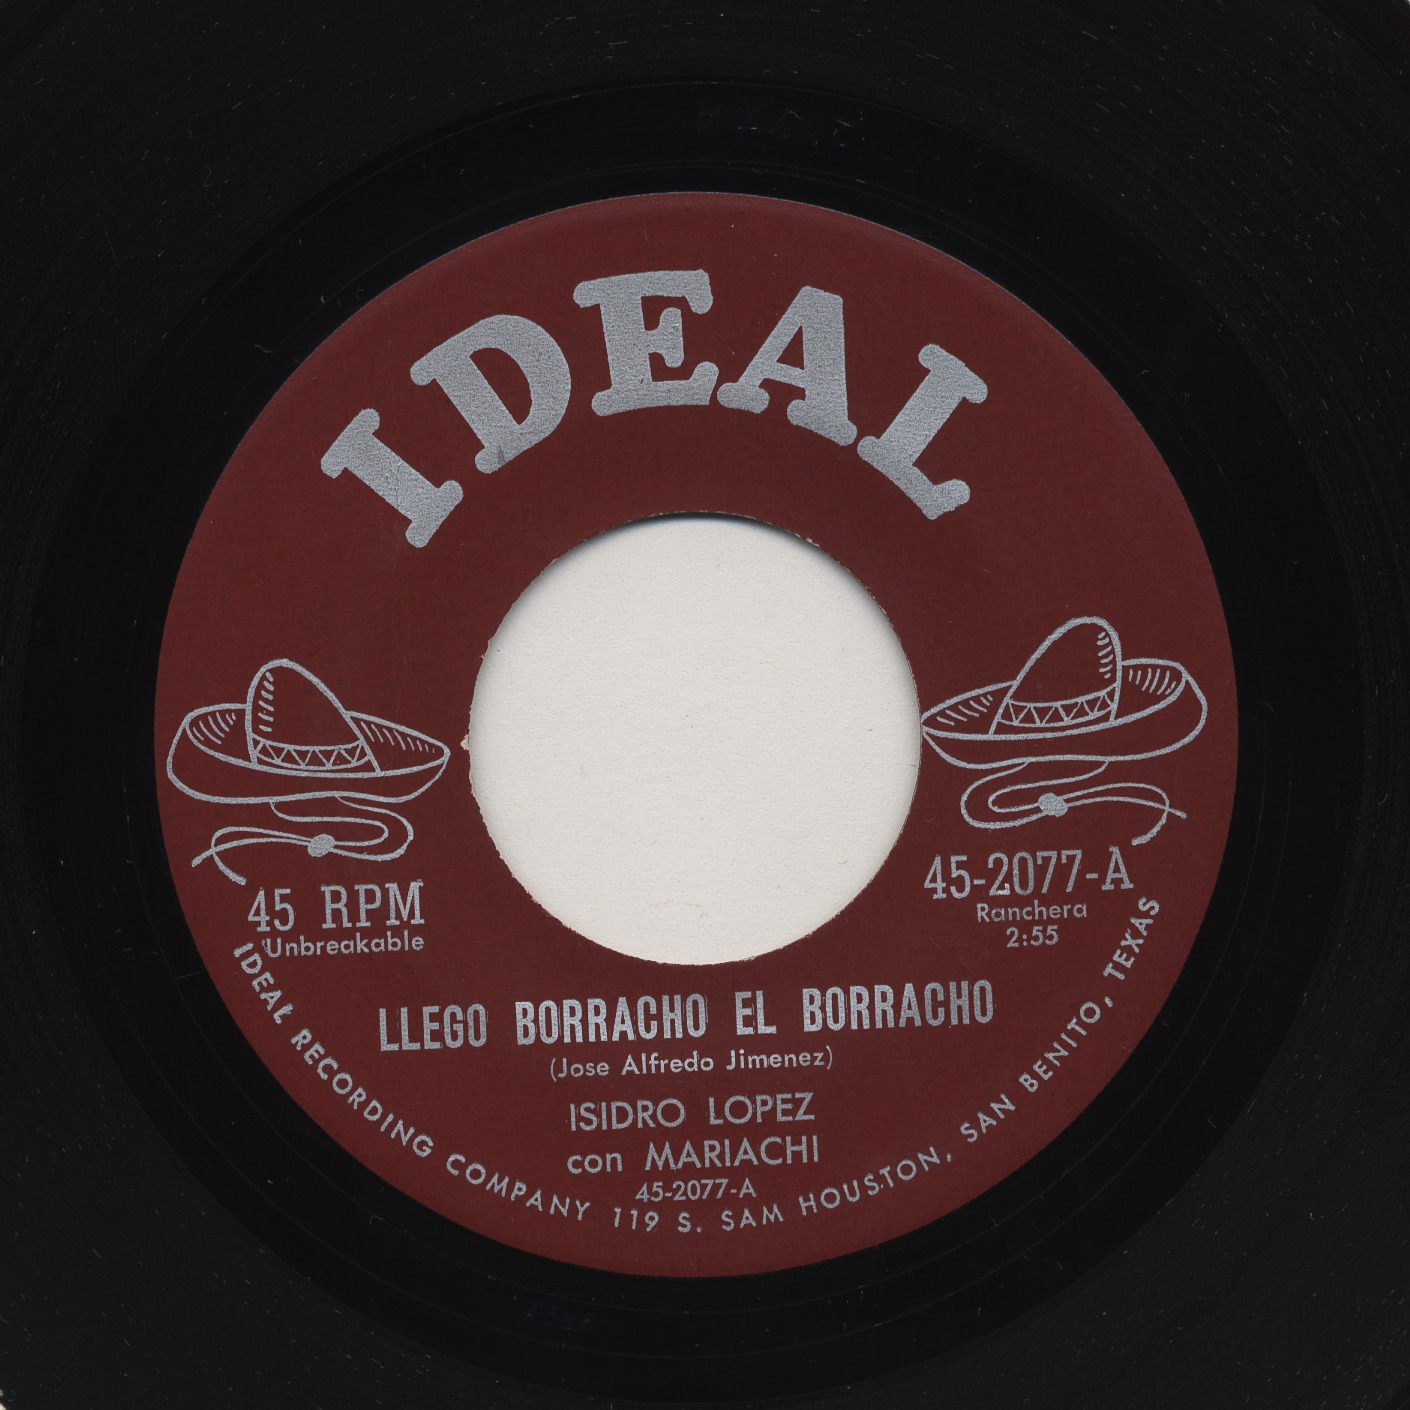 IDEAL
45 RPM
Unbreakable
45-2077-A
Ranchera
2:55
LLEGO BORRACHO EL BORRACHO
(Jose Alfredo Jimenez)
ISIDRO LOPEZ
con MARIACHI
45-2077-A
IDEAL RECORDING COMPANY 119 S. SAM HOUSTON, SAN BENITO, TEXAS